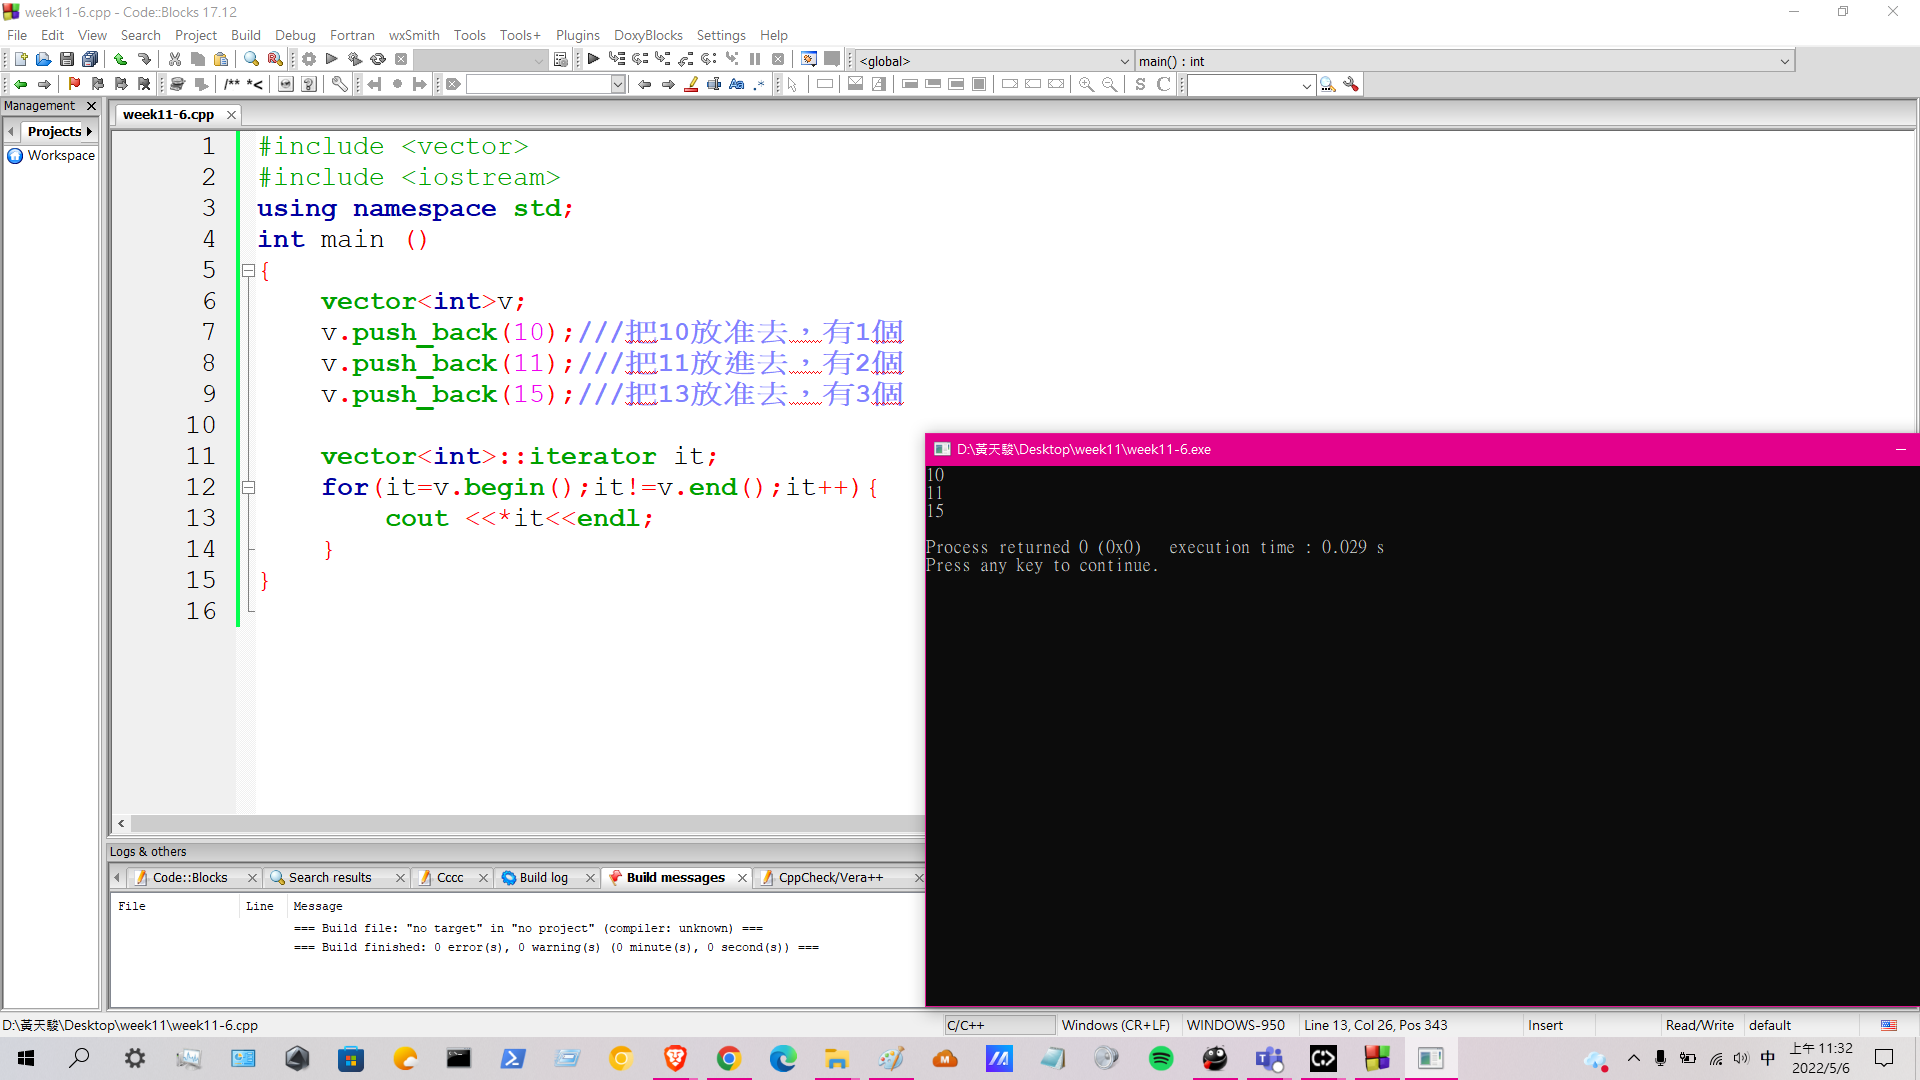 week11-6.cpp - Code::Blocks 17.12
File Edit View Search Project Build Debug Fortran wxSmith Tools Tools+ Plugins DoxyBlocks Settings Help
<global>
main() : int
/** *<
Management
Projects
Workspace
week11-6.cpp
1 #include <vector>
2 #include <iostream>
3 using namespace std;
4 int main ()
5 {
6 vector<int>v;
7 v.push_back(10);///把10放准去，有1個
8 v.push_back(11);///把11放進去，有2個
9 v.push_back(15);///把13放准去，有3個
10
11 vector<int>::iterator it;
12 for(it=v.begin();it!=v.end();it++){
13 cout <<*it<<endl;
14 }
15 }
16
D:\黃天駿\Desktop\week11\week11-6.exe
10
11
15
Process returned 0 (0x0)   execution time : 0.029 s
Press any key to continue.
Logs & others
Code::Blocks Search results Cccc Build log Build messages CppCheck/Vera++
File Line Message
=== Build file: "no target" in "no project" (compiler: unknown) ===
=== Build finished: 0 error(s), 0 warning(s) (0 minute(s), 0 second(s)) ===
D:\黃天駿\Desktop\week11\week11-6.cpp C/C++ Windows (CR+LF) WINDOWS-950 Line 13, Col 26, Pos 343 Insert Read/Write default
中
上午 11:32
2022/5/6